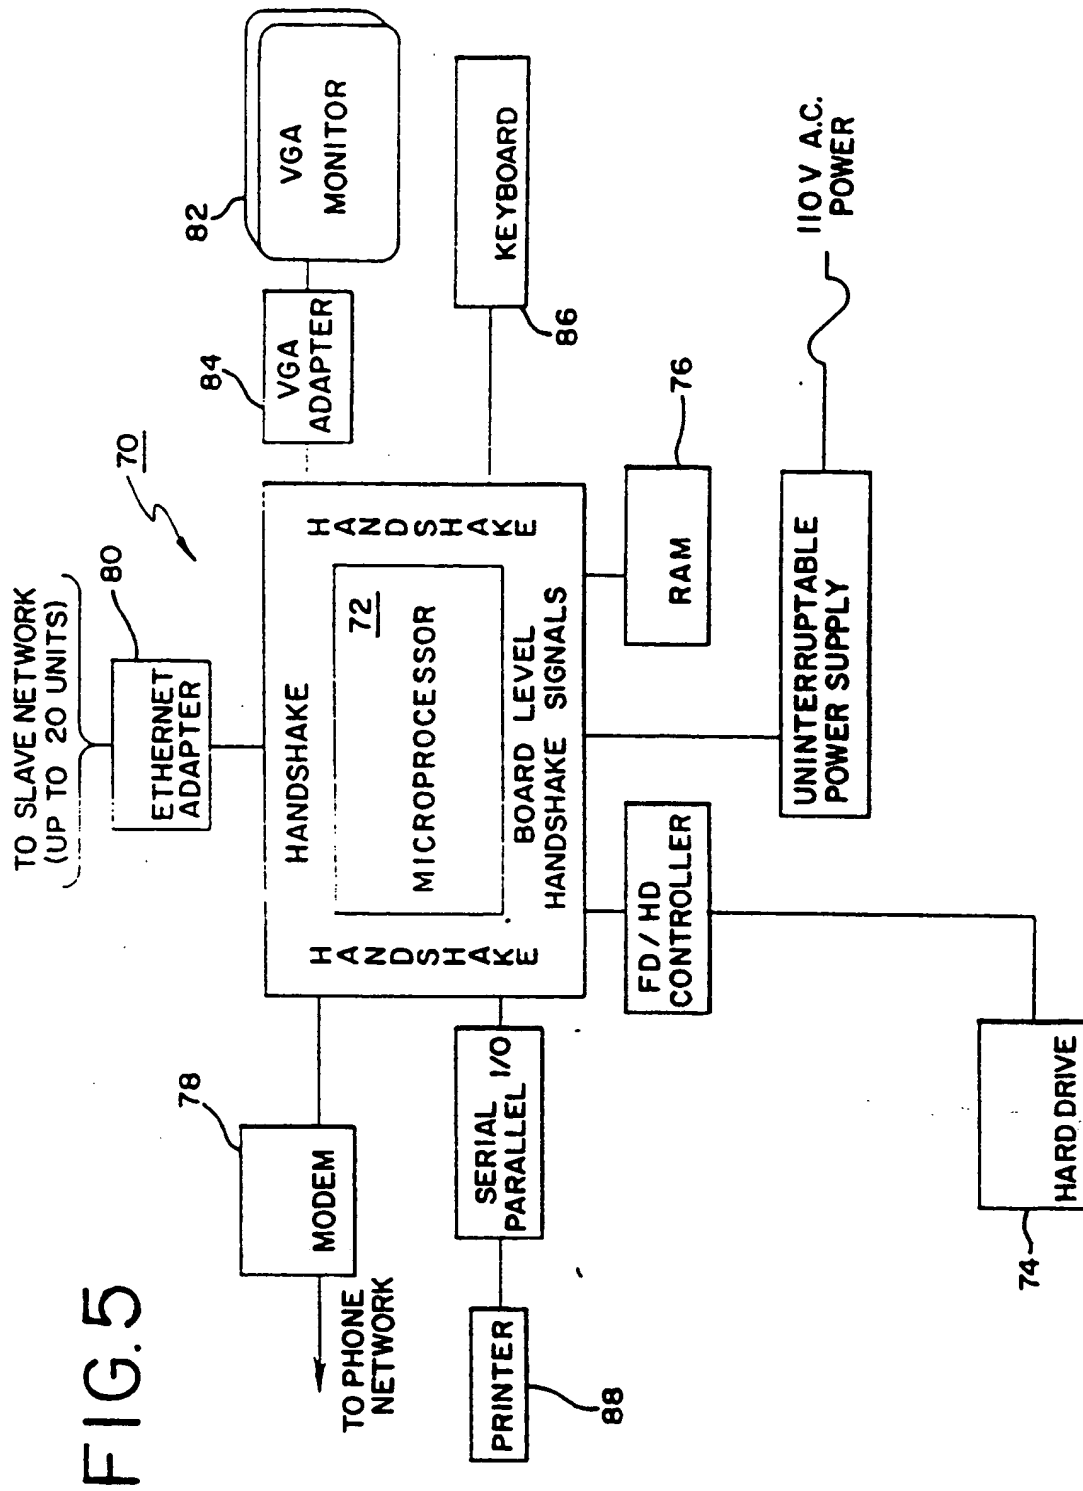 FIG. 5
TO SLAVE NETWORK
(UP TO 20 UNITS)
80
70
ETHERNET
ADAPTER
82
VGA
MONITOR
84
VGA
ADAPTER
78
MODEM
TO PHONE
NETWORK
HANDSHAKE
HANDSHAKE
HANDSHAKE
72
MICROPROCESSOR
BOARD LEVEL
HANDSHAKE SIGNALS
KEYBOARD
86
SERIAL
PARALLEL I/O
PRINTER
88
FD/HD
CONTROLLER
RAM
76
UNINTERRUPTABLE
POWER SUPPLY
110V A.C.
POWER
HARD DRIVE
74